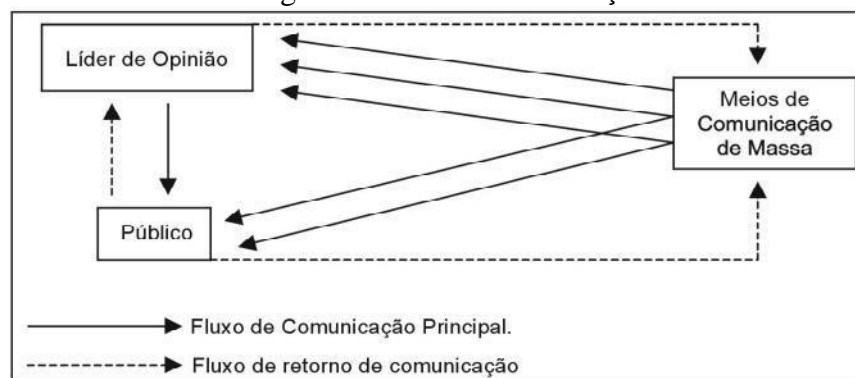 Líder de Opinião
Meios de
Comunicação
de Massa
Público
Fluxo de Comunicação Principal.
Fluxo de retorno de comunicação